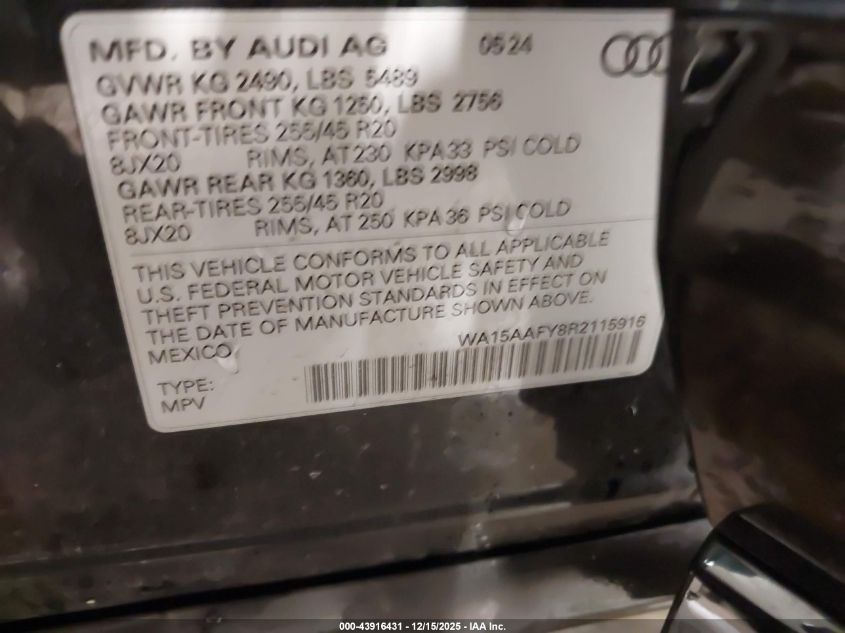 MFD. BY AUDI AG 05 24
GVWR KG 2490, LBS 5489
GAWR FRONT KG 1250, LBS 2756
FRONT-TIRES 255/45 R20
8JX20 RIMS, AT 230 KPA 33 PSI COLD
GAWR REAR KG 1360, LBS 2998
REAR-TIRES 255/45 R20
8JX20 RIMS, AT 250 KPA 36 PSI COLD
THIS VEHICLE CONFORMS TO ALL APPLICABLE
U.S. FEDERAL MOTOR VEHICLE SAFETY AND
THEFT PREVENTION STANDARDS IN EFFECT ON
THE DATE OF MANUFACTURE SHOWN ABOVE.
MEXICO
WA15AAFY8R2115916
TYPE:
MPV
000-43916431 - 12/15/2025 - IAA Inc.